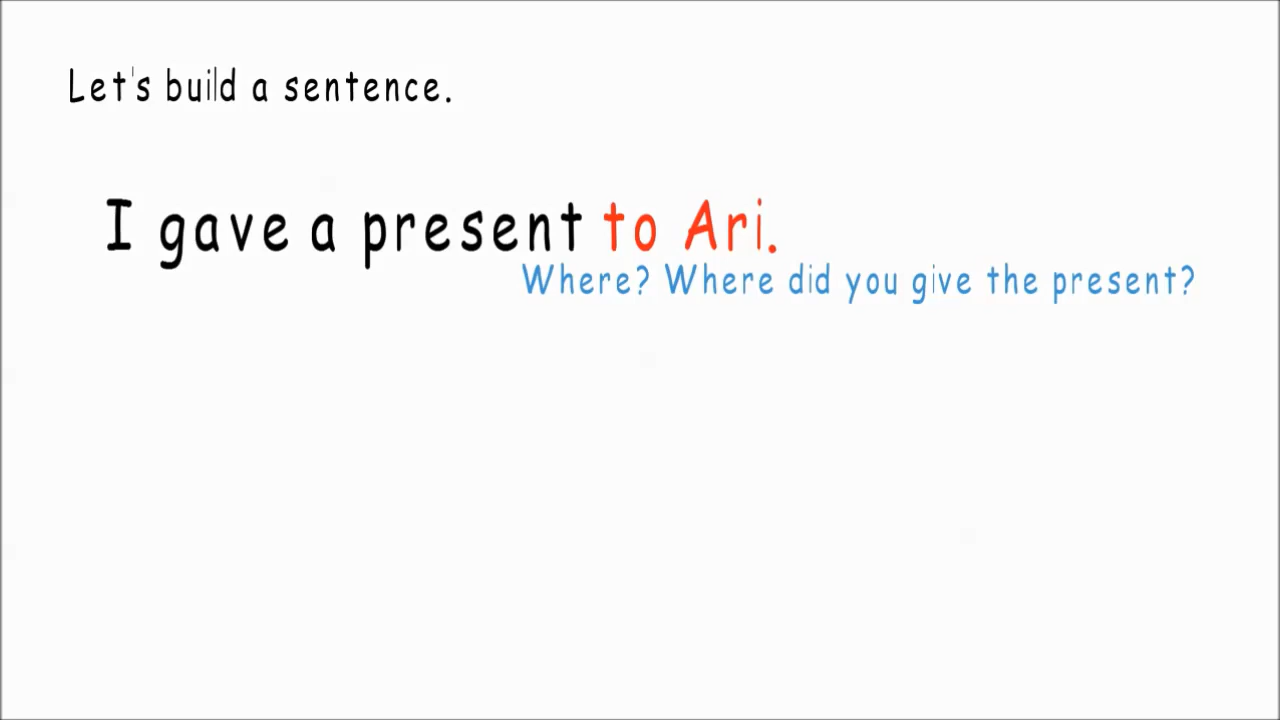 Let's build a sentence.
I gave a present to Ari.
Where? Where did you give the present?